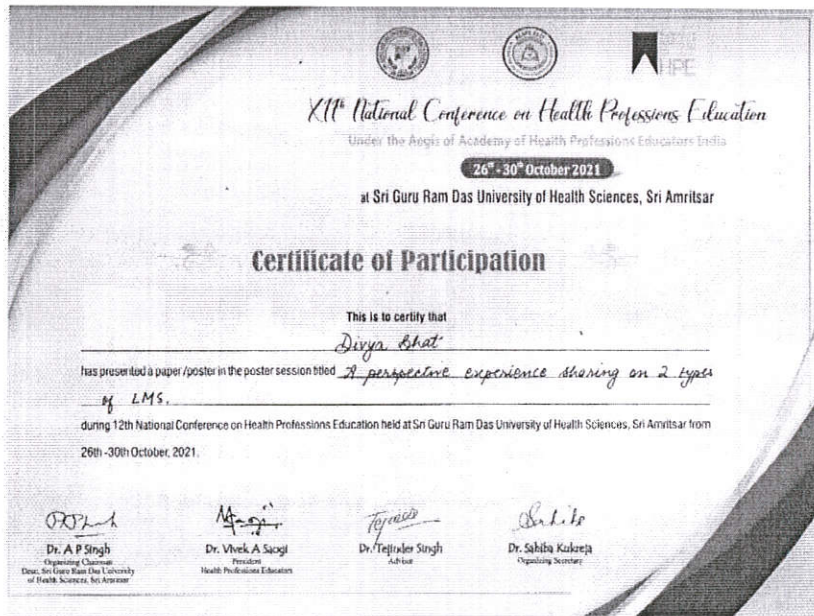 HPE
XIIth National Conference on Health Professions Education
Under the Aegis of Academy of Health Professions Educators India
26th - 30th October 2021
at Sri Guru Ram Das University of Health Sciences, Sri Amritsar
Certificate of Participation
This is to certify that
Divya Bhat
has presented a paper /poster in the poster session titled A perspective experience sharing on 2 types
of LMS.
during 12th National Conference on Health Professions Education held at Sri Guru Ram Das University of Health Sciences, Sri Amritsar from
26th -30th October, 2021.
Dr. A P Singh
Organizing Chairman
Dean, Sri Guru Ram Das University
of Health Sciences, Sri Amritsar
Dr. Vivek A Saoji
President
Health Professions Educators
Dr. Tejinder Singh
Advisor
Dr. Sahiba Kukreja
Organizing Secretary